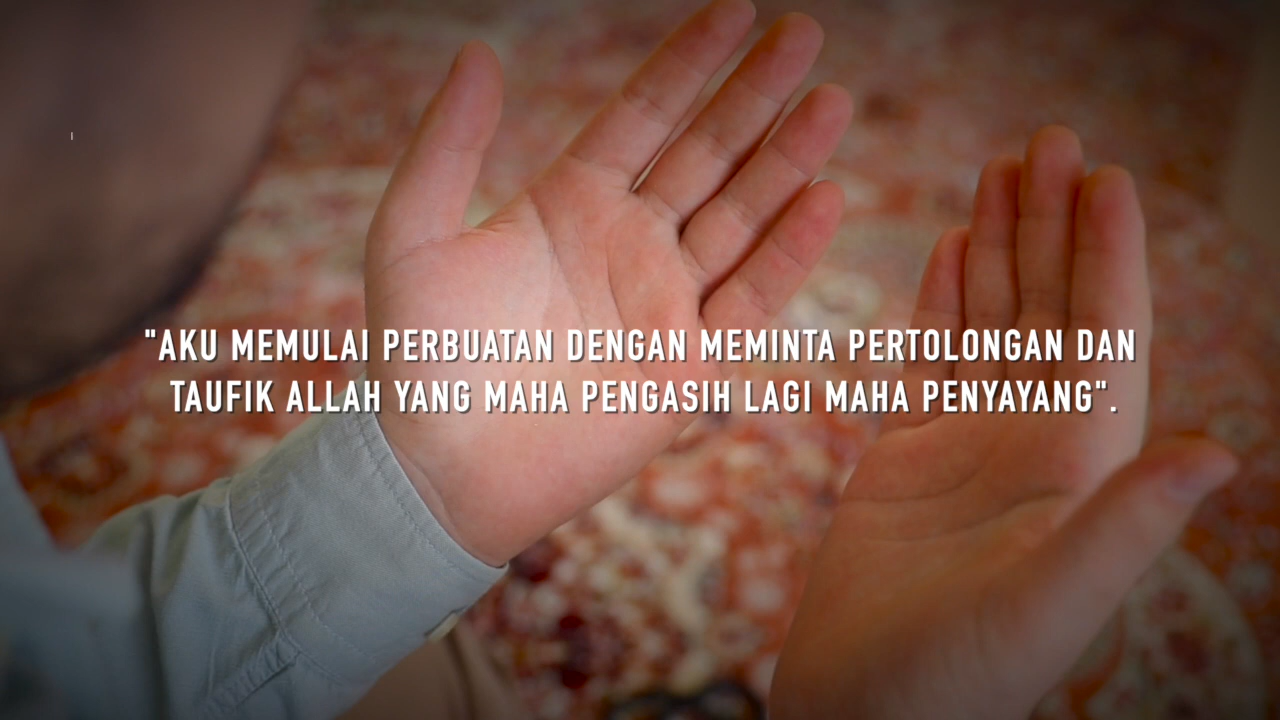 "AKU MEMULAI PERBUATAN DENGAN MEMINTA PERTOLONGAN DAN
TAUFIK ALLAH YANG MAHA PENGASIH LAGI MAHA PENYAYANG".